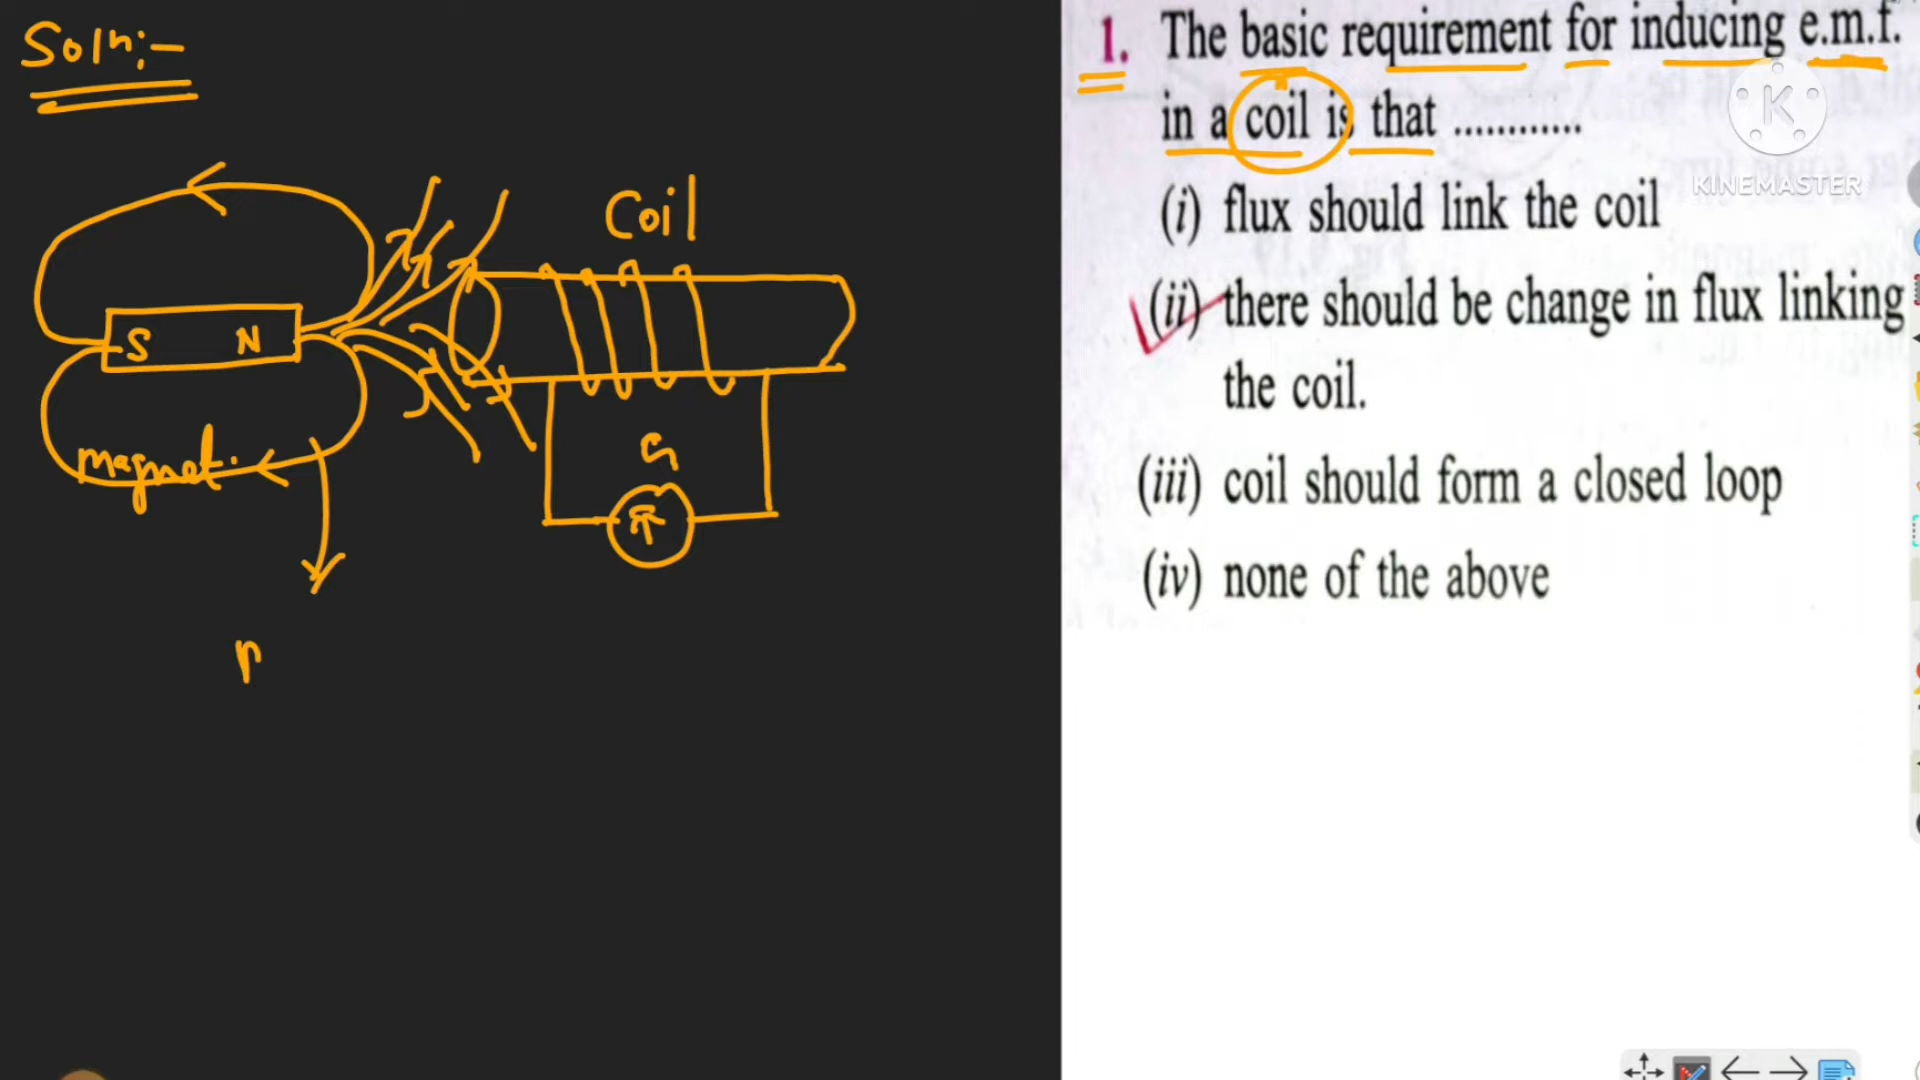 Soln:-
Coil
S N
magnet.
G
1. The basic requirement for inducing e.m.f.
in a coil is that ............
(i) flux should link the coil
(ii) there should be change in flux linking
the coil.
(iii) coil should form a closed loop
(iv) none of the above
K
KINEMASTER